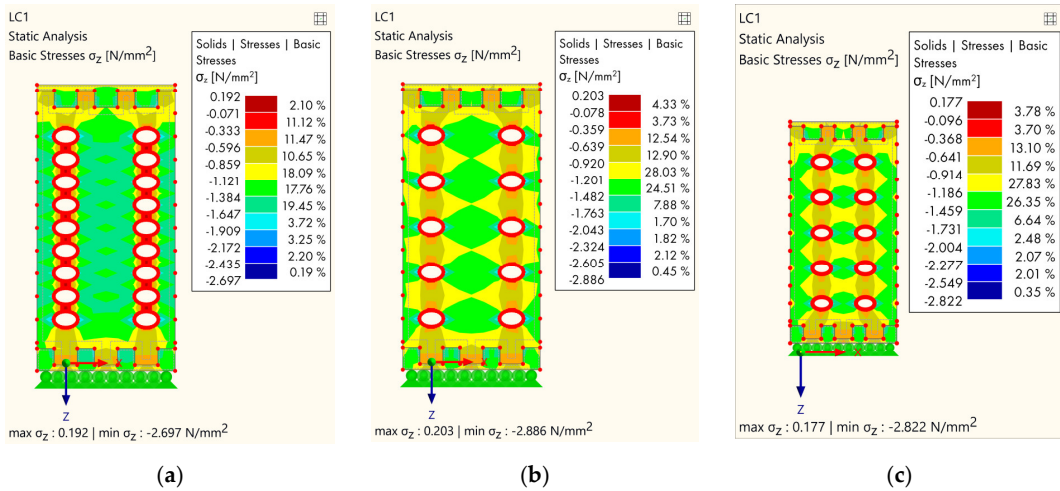 LC1
Static Analysis
Basic Stresses σz [N/mm²]
Solids | Stresses | Basic
Stresses
σz [N/mm²]
0.192
2.10 %
-0.071
11.12 %
-0.333
11.47 %
-0.596
10.65 %
-0.859
18.09 %
-1.121
17.76 %
-1.384
19.45 %
-1.647
3.72 %
-1.909
3.25 %
-2.172
2.20 %
-2.435
0.19 %
-2.697
X
Z
max σz : 0.192 | min σz : -2.697 N/mm²
(a)
LC1
Static Analysis
Basic Stresses σz [N/mm²]
Solids | Stresses | Basic
Stresses
σz [N/mm²]
0.203
4.33 %
-0.078
3.73 %
-0.359
12.54 %
-0.639
12.90 %
-0.920
28.03 %
-1.201
24.51 %
-1.482
7.88 %
-1.763
1.70 %
-2.043
1.82 %
-2.324
2.12 %
-2.605
0.45 %
-2.886
X
Z
max σz : 0.203 | min σz : -2.886 N/mm²
(b)
LC1
Static Analysis
Basic Stresses σz [N/mm²]
Solids | Stresses | Basic
Stresses
σz [N/mm²]
0.177
3.78 %
-0.096
3.70 %
-0.368
13.10 %
-0.641
11.69 %
-0.914
27.83 %
-1.186
26.35 %
-1.459
6.64 %
-1.731
2.48 %
-2.004
2.07 %
-2.277
2.01 %
-2.549
0.35 %
-2.822
X
Z
max σz : 0.177 | min σz : -2.822 N/mm²
(c)